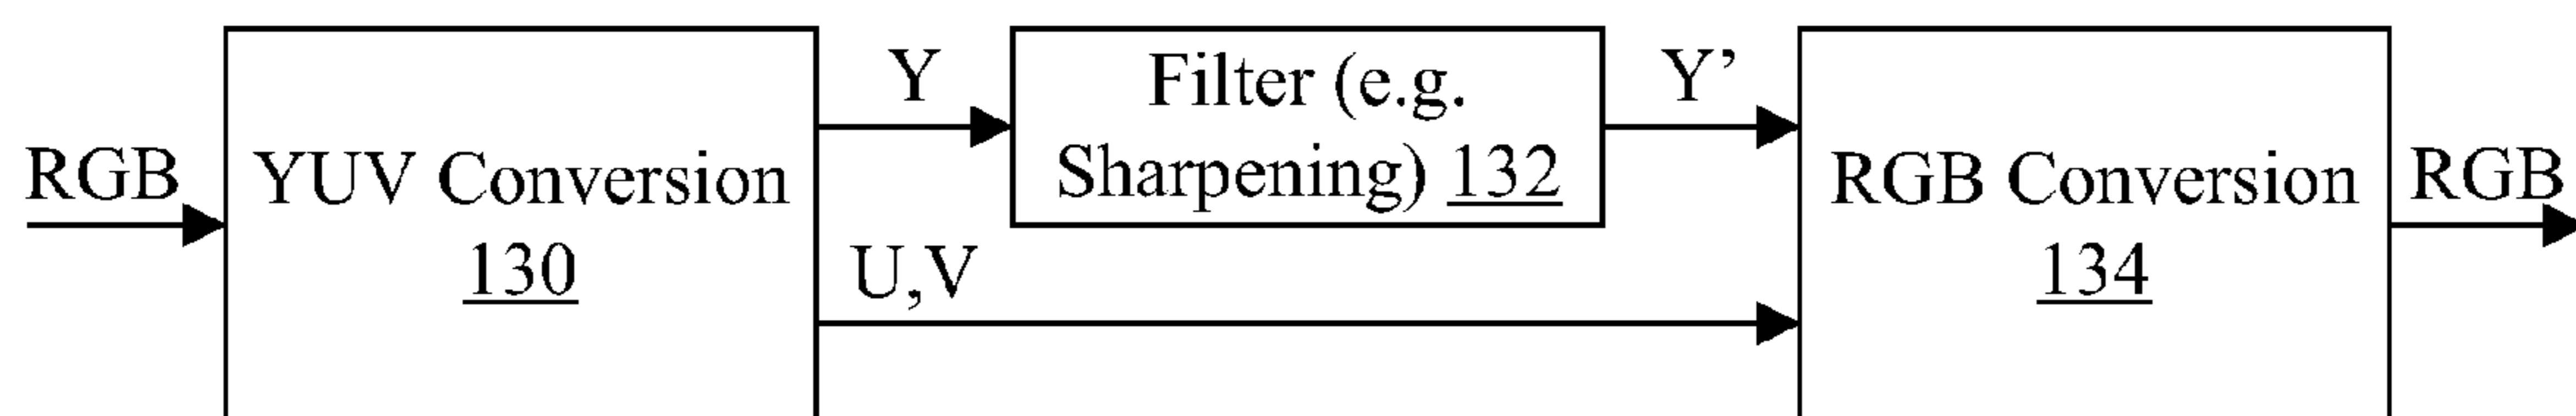 RGB
YUV Conversion
130
Y
U,V
Filter (e.g.
Sharpening) 132
Y’
RGB Conversion
134
RGB